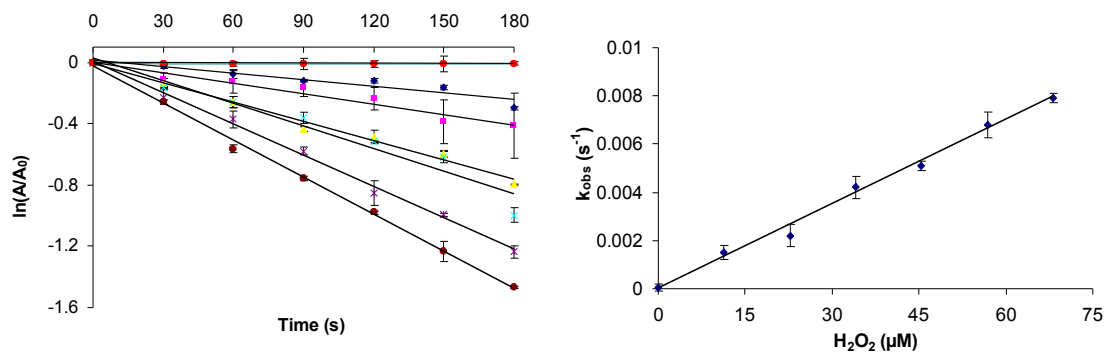 0 30 60 90 120 150 180
0
-0.4
-0.8
-1.2
-1.6
ln(A/A₀)
Time (s)
0.01
0.008
0.006
0.004
0.002
0
kobs (s⁻¹)
0 15 30 45 60 75
H₂O₂ (µM)